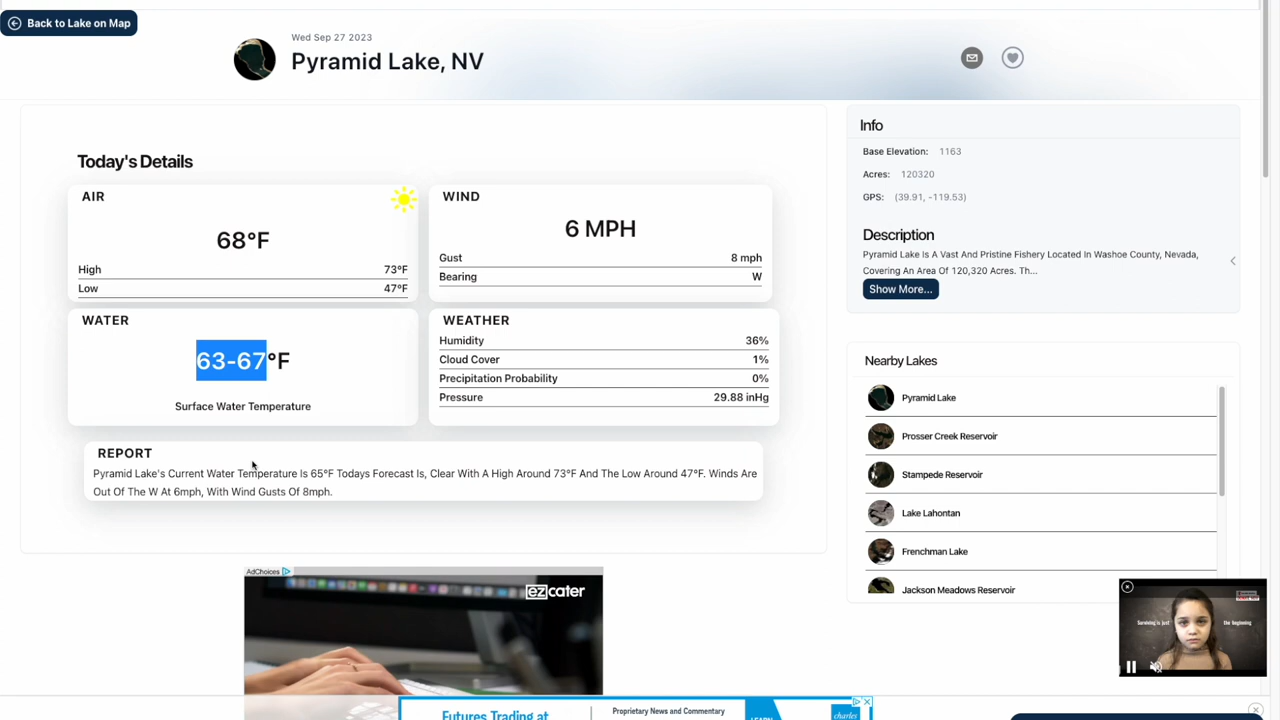 Back to Lake on Map
Wed Sep 27 2023
Pyramid Lake, NV
Today's Details
AIR
68°F
High 73°F
Low 47°F
WIND
6 MPH
Gust 8 mph
Bearing W
WATER
63-67°F
Surface Water Temperature
WEATHER
Humidity 36%
Cloud Cover 1%
Precipitation Probability 0%
Pressure 29.88 inHg
REPORT
Pyramid Lake's Current Water Temperature Is 65°F Todays Forecast Is, Clear With A High Around 73°F And The Low Around 47°F. Winds Are
Out Of The W At 6mph, With Wind Gusts Of 8mph.
Info
Base Elevation: 1163
Acres: 120320
GPS: (39.91, -119.53)
Description
Pyramid Lake Is A Vast And Pristine Fishery Located In Washoe County, Nevada,
Covering An Area Of 120,320 Acres. Th...
Show More...
Nearby Lakes
Pyramid Lake
Prosser Creek Reservoir
Stampede Reservoir
Lake Lahontan
Frenchman Lake
Jackson Meadows Reservoir
AdChoices
ezcater
Surviving is just the beginning
Futures Trading at
Proprietary News and Commentary
LEARN
charles